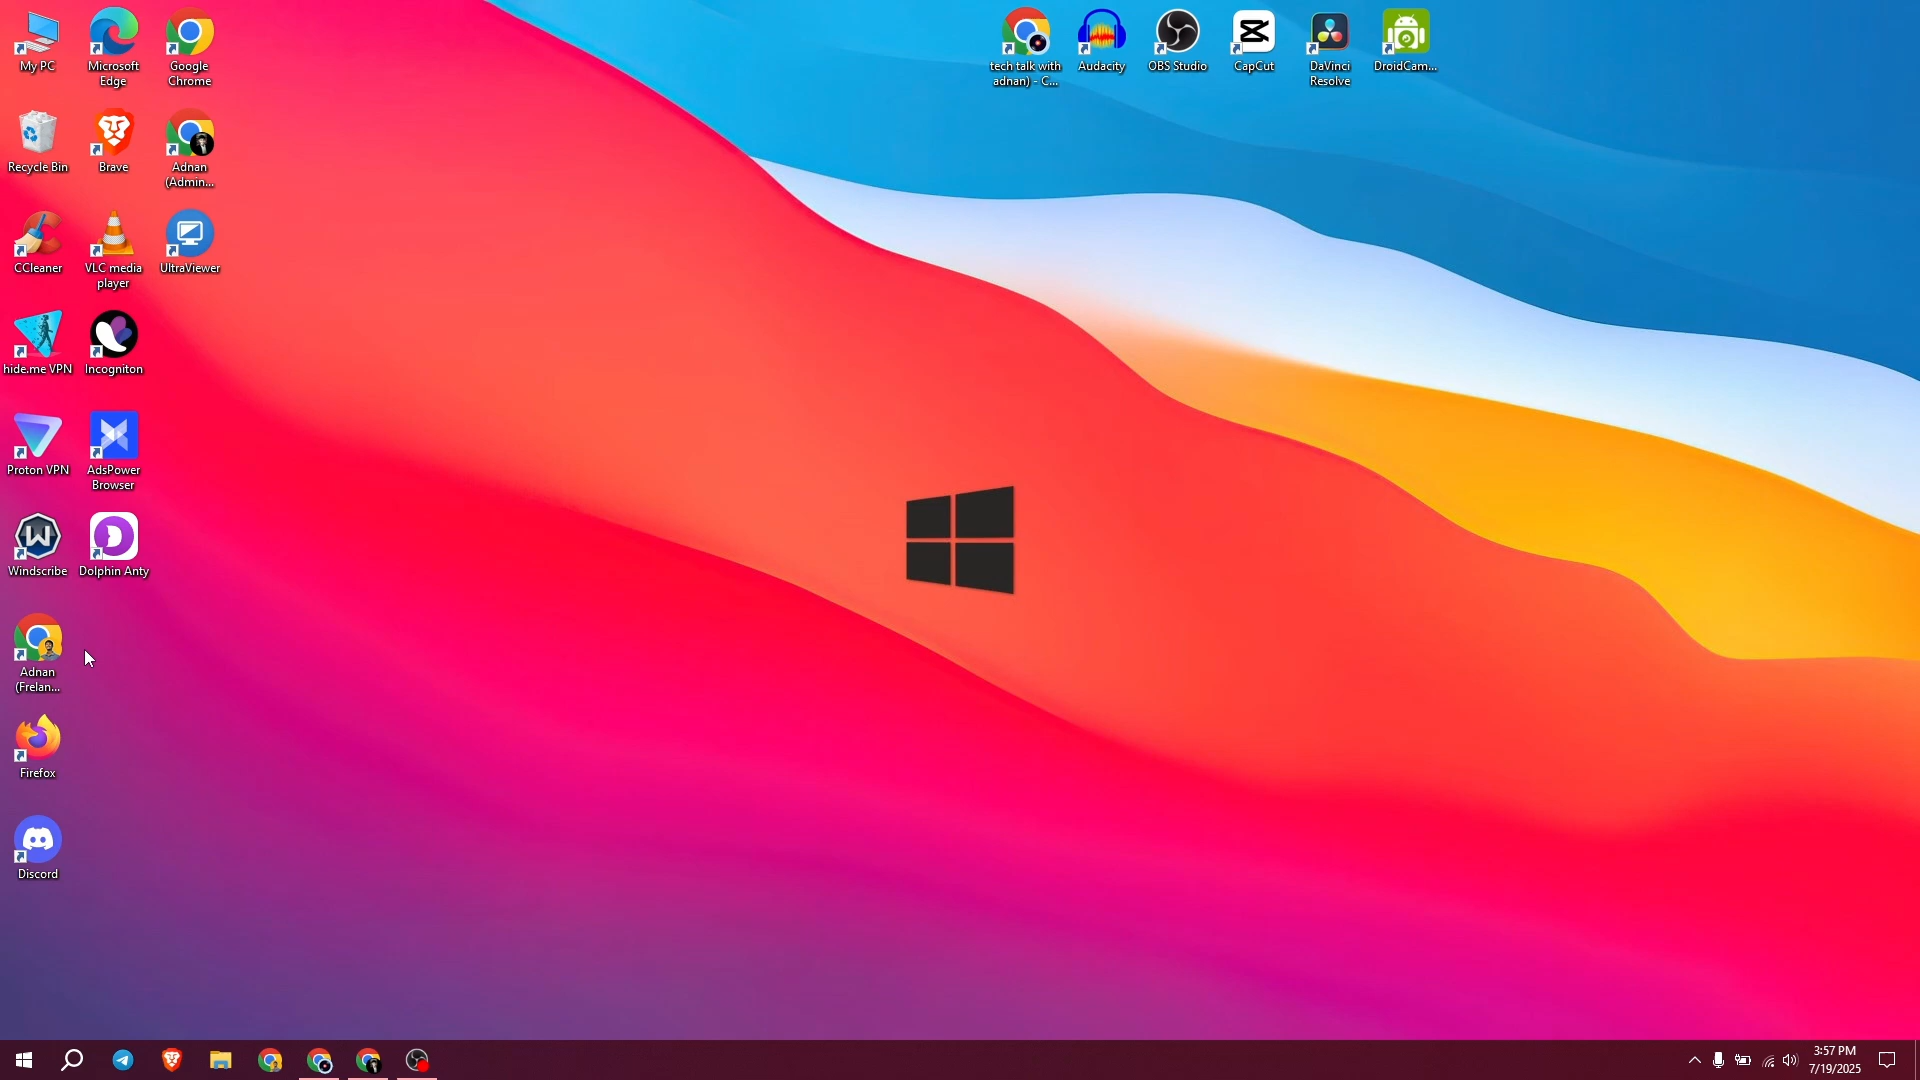 My PC
Microsoft
Edge
Google
Chrome
tech talk with
adnan) - C...
Audacity
OBS Studio
CapCut
DaVinci
Resolve
DroidCam...
Recycle Bin
Brave
Adnan
(Admin...
CCleaner
VLC media
player
UltraViewer
hide.me VPN
Incogniton
Proton VPN
AdsPower
Browser
Windscribe
Dolphin Anty
Adnan
(Frelan...
Firefox
Discord
3:57 PM
7/19/2025